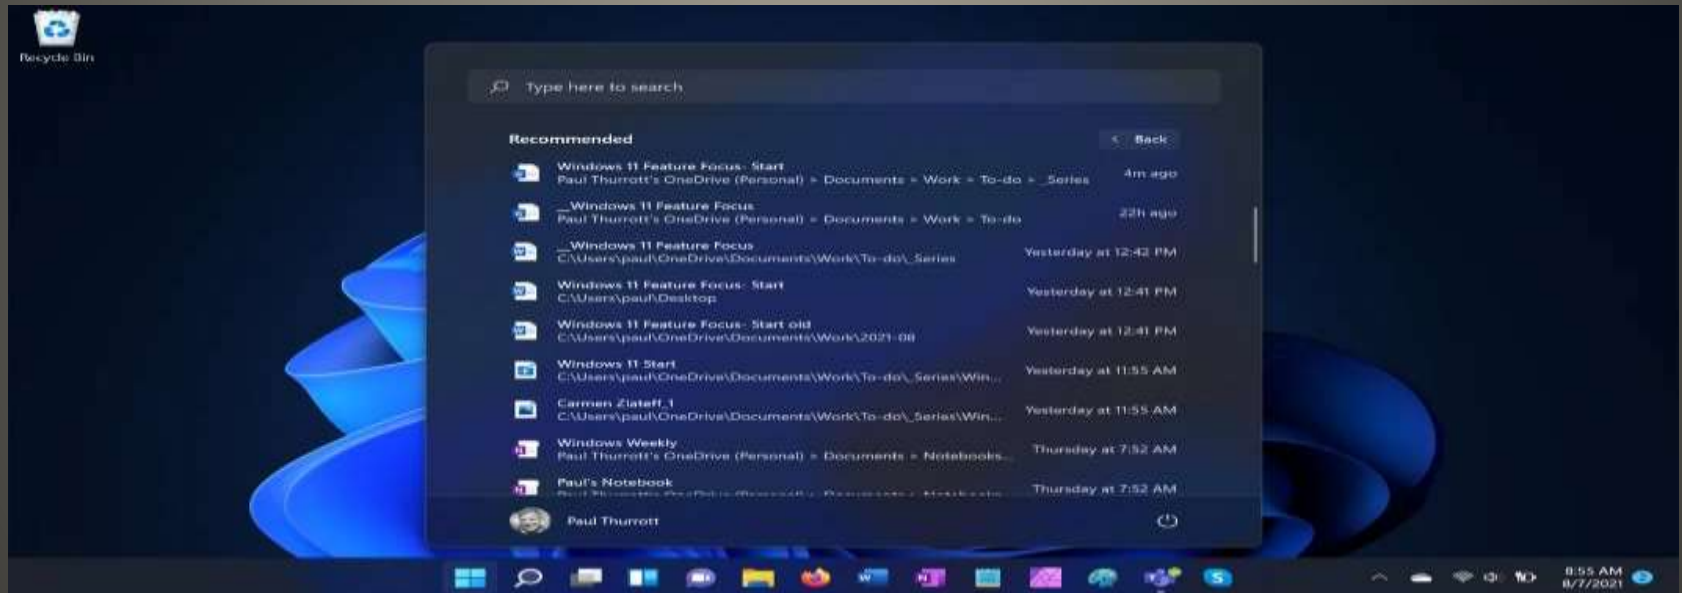 Recycle Bin
Type here to search
Recommended
Back
Windows 11 Feature Focus- Start
Paul Thurrott's OneDrive (Personal) » Documents » Work » To-do » _Series
4m ago
__Windows 11 Feature Focus
Paul Thurrott's OneDrive (Personal) » Documents » Work » To-do
22h ago
__Windows 11 Feature Focus
C:\Users\paul\OneDrive\Documents\Work\To-do\_Series
Yesterday at 12:42 PM
Windows 11 Feature Focus- Start
C:\Users\paul\Desktop
Yesterday at 12:41 PM
Windows 11 Feature Focus- Start old
C:\Users\paul\OneDrive\Documents\Work\2021-08
Yesterday at 12:41 PM
Windows 11 Start
C:\Users\paul\OneDrive\Documents\Work\To-do\_Series\Win...
Yesterday at 11:55 AM
Carmen Zlateff_1
C:\Users\paul\OneDrive\Documents\Work\To-do\_Series\Win...
Yesterday at 11:55 AM
Windows Weekly
Paul Thurrott's OneDrive (Personal) » Documents » Notebooks...
Thursday at 7:52 AM
Paul's Notebook
Thursday at 7:52 AM
Paul Thurrott
8:55 AM
8/7/2021